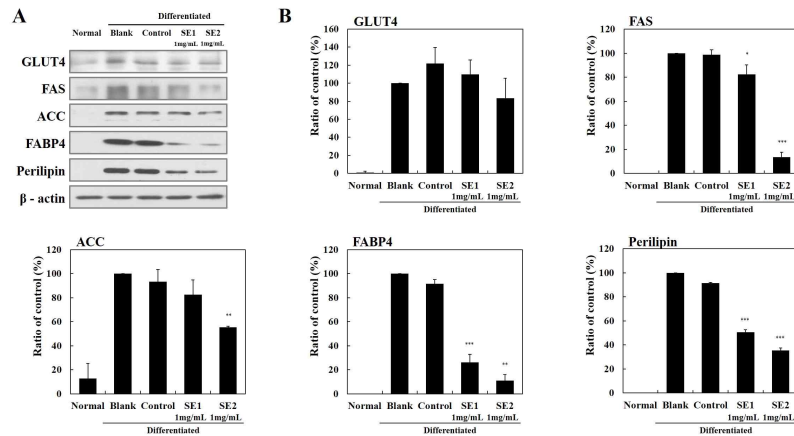 A
Differentiated
Normal Blank Control SE1 SE2
1mg/mL 1mg/mL
GLUT4
FAS
ACC
FABP4
Perilipin
β - actin
B
GLUT4
Ratio of control (%)
160
140
120
100
80
60
40
20
0
Normal Blank Control SE1 SE2
1mg/mL 1mg/mL
Differentiated
FAS
Ratio of control (%)
120
100
80
60
40
20
0
*
***
Normal Blank Control SE1 SE2
1mg/mL 1mg/mL
Differentiated
ACC
Ratio of control (%)
120
100
80
60
40
20
0
**
Normal Blank Control SE1 SE2
1mg/mL 1mg/mL
Differentiated
FABP4
Ratio of control (%)
120
100
80
60
40
20
0
***
**
Normal Blank Control SE1 SE2
1mg/mL 1mg/mL
Differentiated
Perilipin
Ratio of control (%)
120
100
80
60
40
20
0
***
***
Normal Blank Control SE1 SE2
1mg/mL 1mg/mL
Differentiated